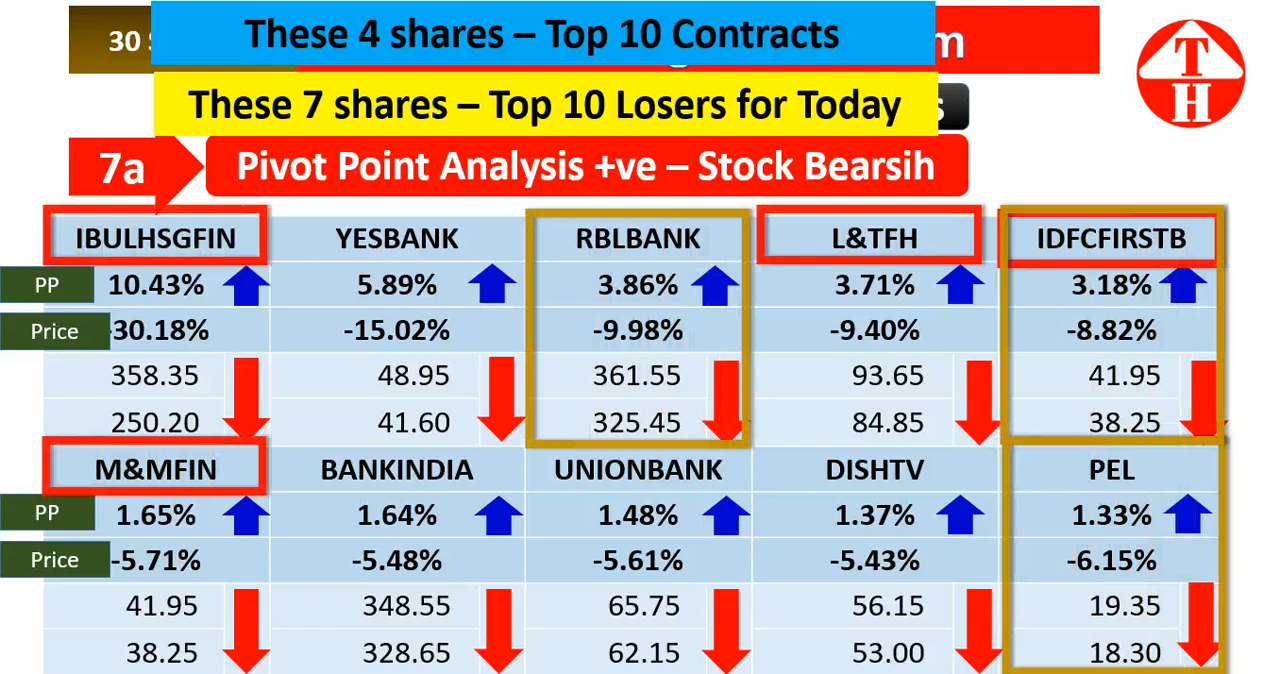 30
These 4 shares – Top 10 Contracts
m
These 7 shares – Top 10 Losers for Today
s
T
H
7a
Pivot Point Analysis +ve – Stock Bearsih
IBULHSGFIN YESBANK RBLBANK L&TFH IDFCFIRSTB
PP 10.43% 5.89% 3.86% 3.71% 3.18%
Price -30.18% -15.02% -9.98% -9.40% -8.82%
358.35 48.95 361.55 93.65 41.95
250.20 41.60 325.45 84.85 38.25
M&MFIN BANKINDIA UNIONBANK DISHTV PEL
PP 1.65% 1.64% 1.48% 1.37% 1.33%
Price -5.71% -5.48% -5.61% -5.43% -6.15%
41.95 348.55 65.75 56.15 19.35
38.25 328.65 62.15 53.00 18.30